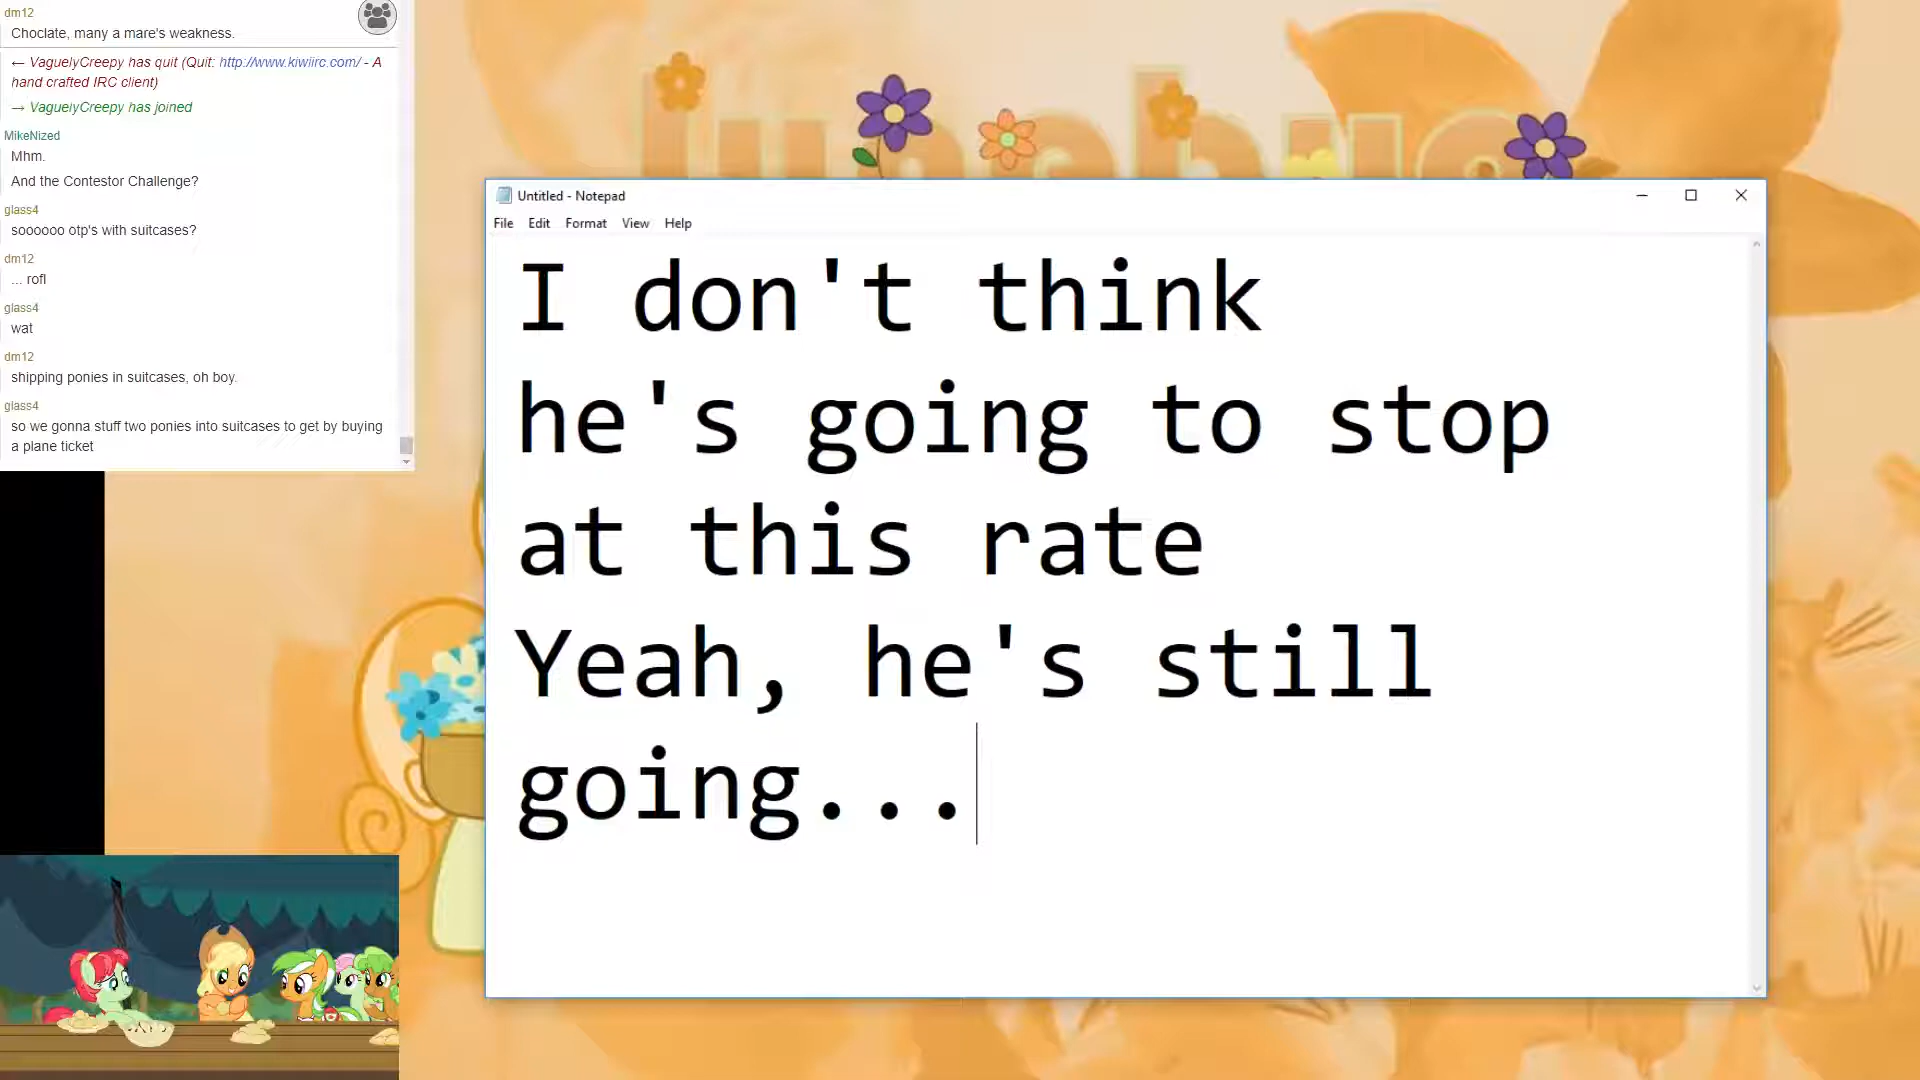 dm12
Choclate, many a mare's weakness.
← VaguelyCreepy has quit (Quit: http://www.kiwiirc.com/ - A
hand crafted IRC client)
→ VaguelyCreepy has joined
MikeNized
Mhm.
And the Contestor Challenge?
glass4
soooooo otp's with suitcases?
dm12
... rofl
glass4
wat
dm12
shipping ponies in suitcases, oh boy.
glass4
so we gonna stuff two ponies into suitcases to get by buying
a plane ticket
Untitled - Notepad
File Edit Format View Help
I don't think
he's going to stop
at this rate
Yeah, he's still
going...